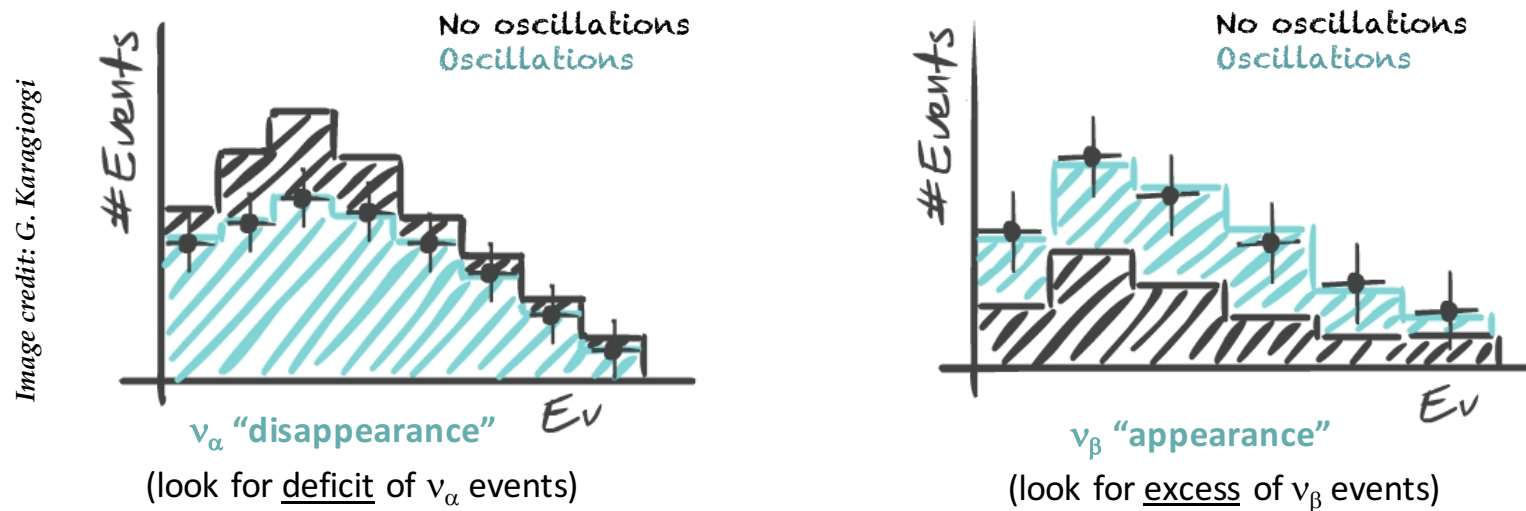 Image credit: G. Karagiorgi
No oscillations
Oscillations
#Events
Eν
να “disappearance”
(look for deficit of να events)
No oscillations
Oscillations
#Events
Eν
νβ “appearance”
(look for excess of νβ events)